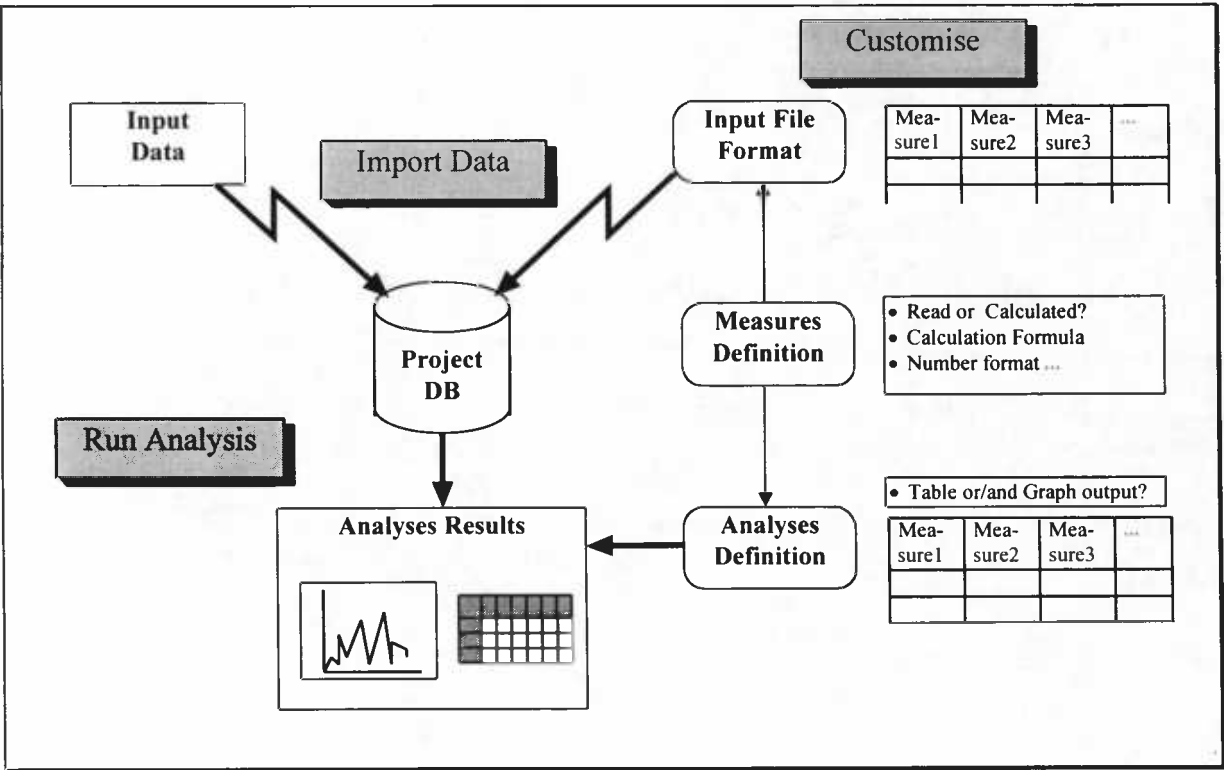 Customise
Input
Data
Import Data
Input File
Format
Mea-
sure1
Mea-
sure2
Mea-
sure3
...
Measures
Definition
• Read or Calculated?
• Calculation Formula
• Number format ...
Project
DB
Run Analysis
Analyses Results
Analyses
Definition
• Table or/and Graph output?
Mea-
sure1
Mea-
sure2
Mea-
sure3
...